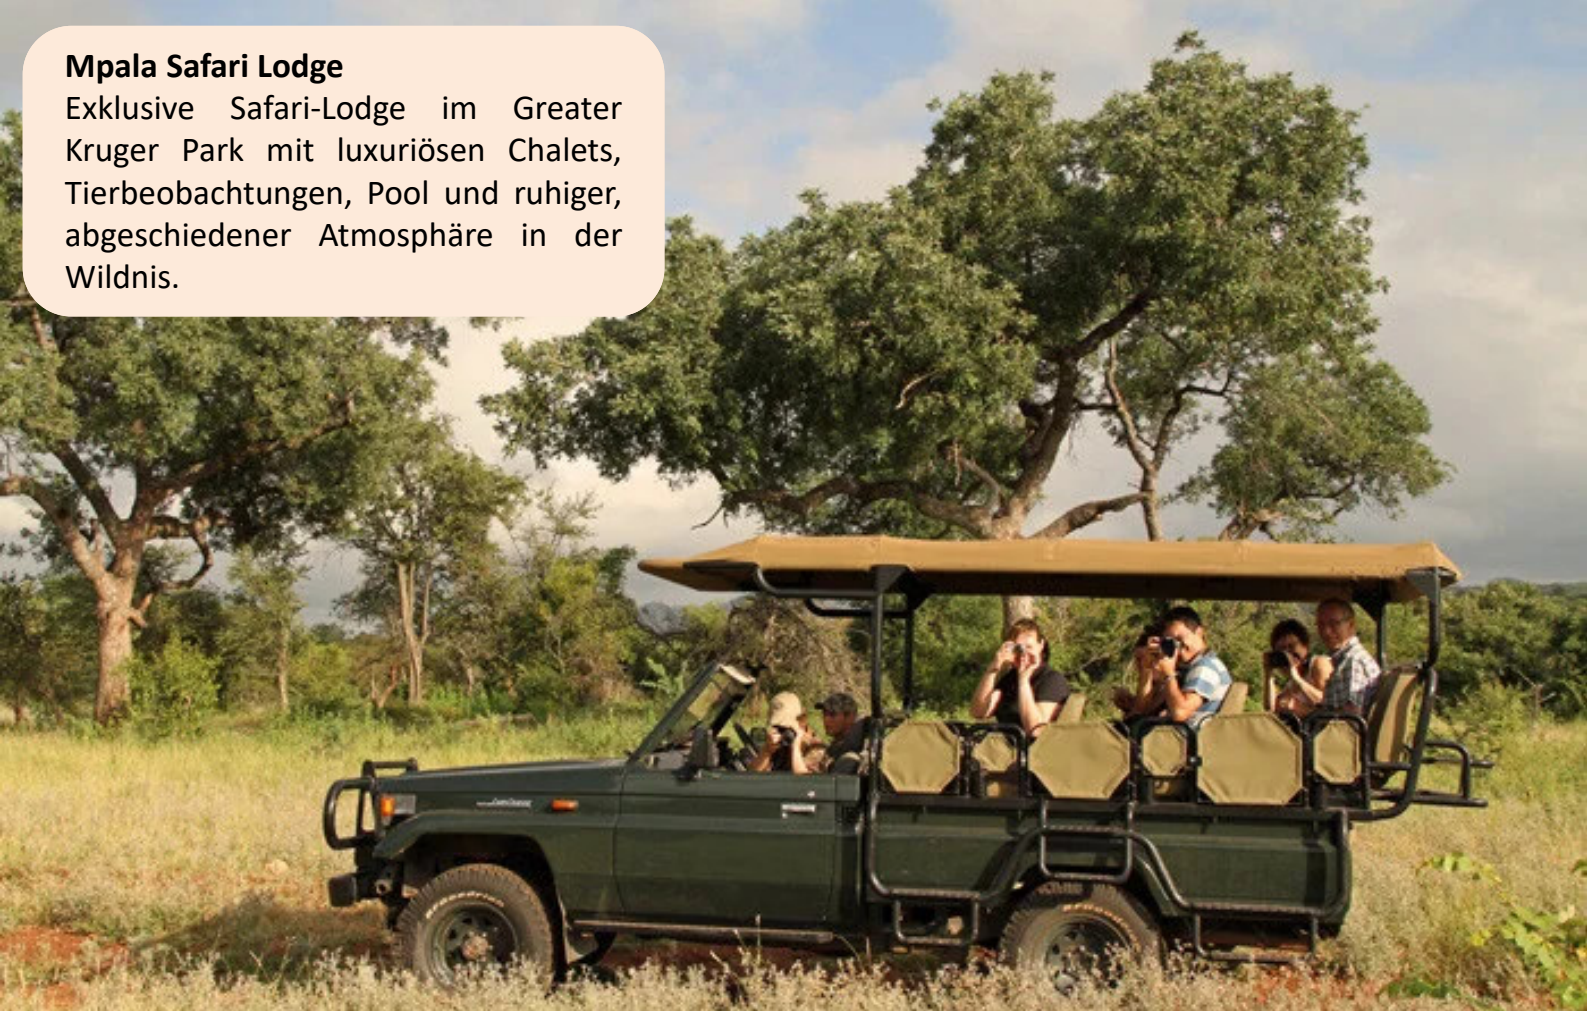 Mpala Safari Lodge
Exklusive Safari-Lodge im Greater
Kruger Park mit luxuriösen Chalets,
Tierbeobachtungen, Pool und ruhiger,
abgeschiedener Atmosphäre in der
Wildnis.